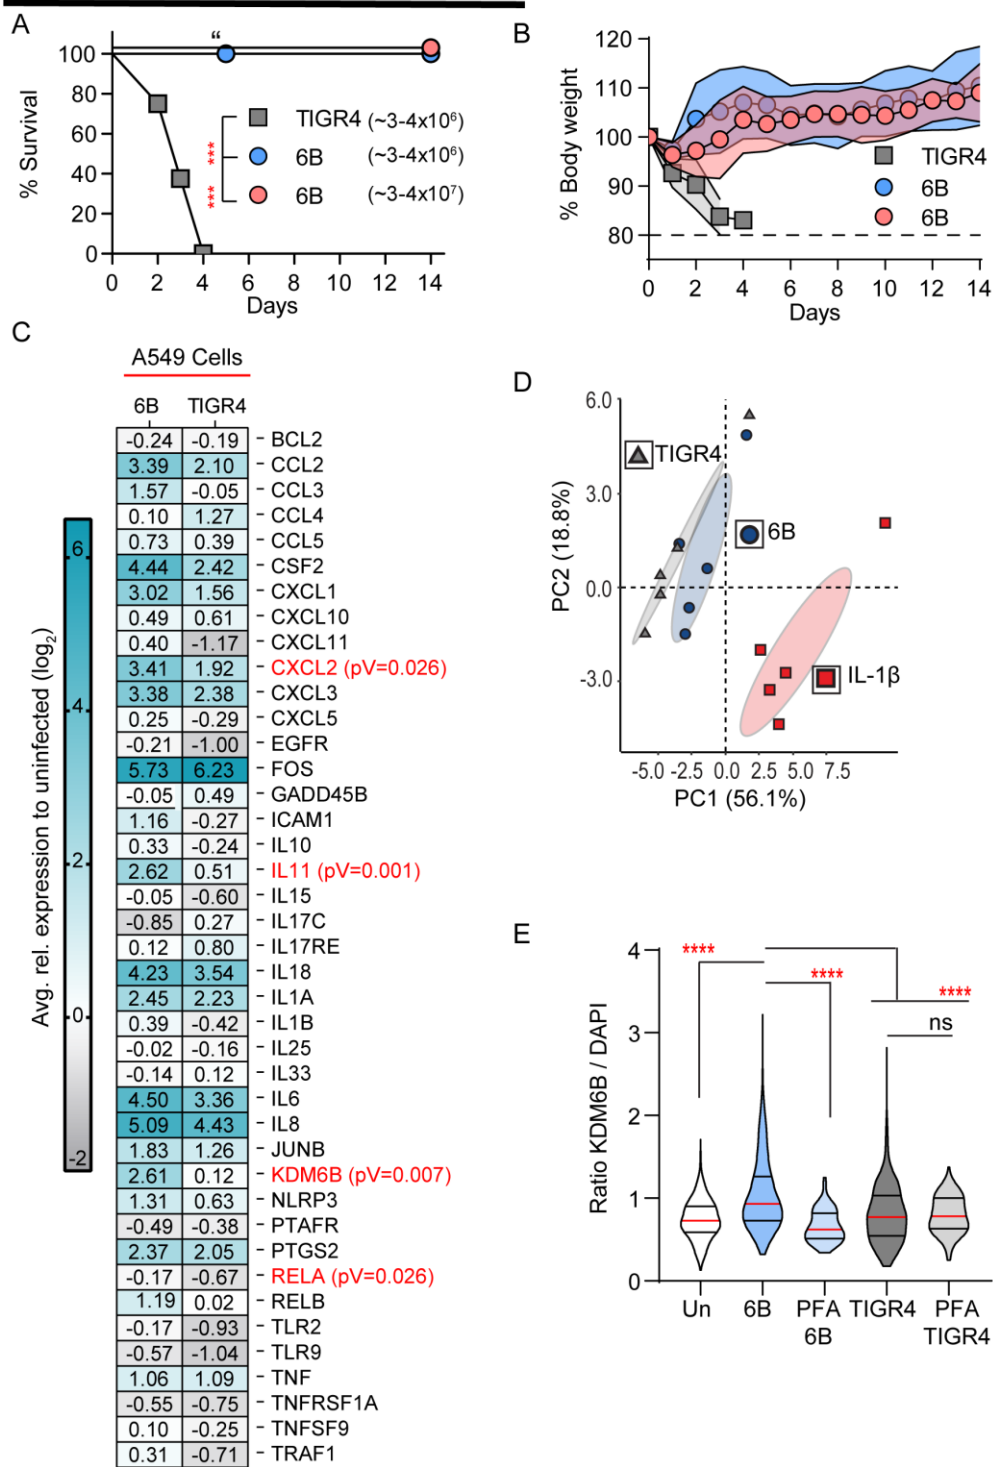 A
“
% Survival
100
80
60
40
20
0
0 2 4 6 8 10 12 14
Days
TIGR4 (~3-4x10⁶)
6B (~3-4x10⁶)
6B (~3-4x10⁷)
***
***
B
% Body weight
120
110
100
90
80
0 2 4 6 8 10 12 14
Days
TIGR4
6B
6B
C
A549 Cells
6B TIGR4
Avg. rel. expression to uninfected (log₂)
6
4
2
0
-2
-0.24 -0.19 BCL2
3.39 2.10 CCL2
1.57 -0.05 CCL3
0.10 1.27 CCL4
0.73 0.39 CCL5
4.44 2.42 CSF2
3.02 1.56 CXCL1
0.49 0.61 CXCL10
0.40 -1.17 CXCL11
3.41 1.92 CXCL2 (pV=0.026)
3.38 2.38 CXCL3
0.25 -0.29 CXCL5
-0.21 -1.00 EGFR
5.73 6.23 FOS
-0.05 0.49 GADD45B
1.16 -0.27 ICAM1
0.33 -0.24 IL10
2.62 0.51 IL11 (pV=0.001)
-0.05 -0.60 IL15
-0.85 0.27 IL17C
0.12 0.80 IL17RE
4.23 3.54 IL18
2.45 2.23 IL1A
0.39 -0.42 IL1B
-0.02 -0.16 IL25
-0.14 0.12 IL33
4.50 3.36 IL6
5.09 4.43 IL8
1.83 1.26 JUNB
2.61 0.12 KDM6B (pV=0.007)
1.31 0.63 NLRP3
-0.49 -0.38 PTAFR
2.37 2.05 PTGS2
-0.17 -0.67 RELA (pV=0.026)
1.19 0.02 RELB
-0.17 -0.93 TLR2
-0.57 -1.04 TLR9
1.06 1.09 TNF
-0.55 -0.75 TNFRSF1A
0.10 -0.25 TNFSF9
0.31 -0.71 TRAF1
D
PC2 (18.8%)
6.0
3.0
0.0
-3.0
TIGR4
6B
IL-1β
-5.0 -2.5 0.0 2.5 5.0 7.5
PC1 (56.1%)
E
Ratio KDM6B / DAPI
4
3
2
1
0
****
****
****
ns
Un 6B PFA 6B TIGR4 PFA TIGR4